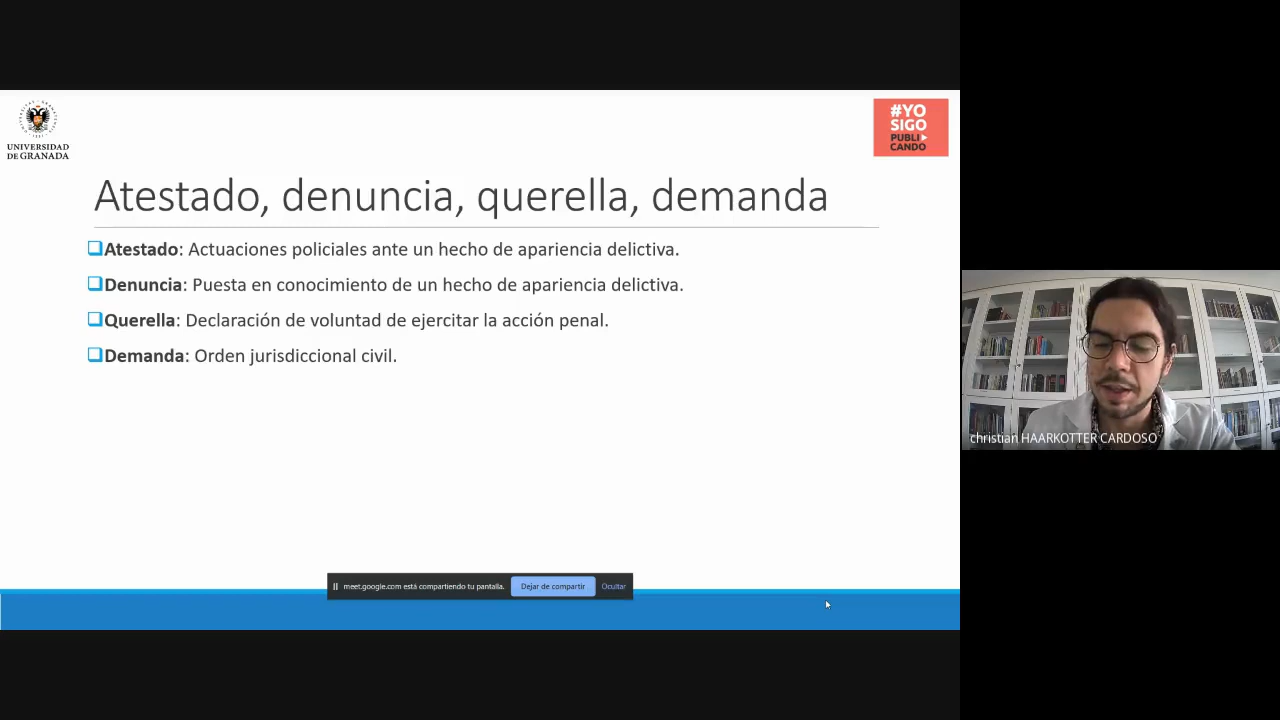 UNIVERSIDAD
DE GRANADA
#YO
SIGO
PUBLI
CANDO
Atestado, denuncia, querella, demanda
Atestado: Actuaciones policiales ante un hecho de apariencia delictiva.
Denuncia: Puesta en conocimiento de un hecho de apariencia delictiva.
Querella: Declaración de voluntad de ejercitar la acción penal.
Demanda: Orden jurisdiccional civil.
meet.google.com está compartiendo tu pantalla. Dejar de compartir Ocultar
christian HAARKOTTER CARDOSO